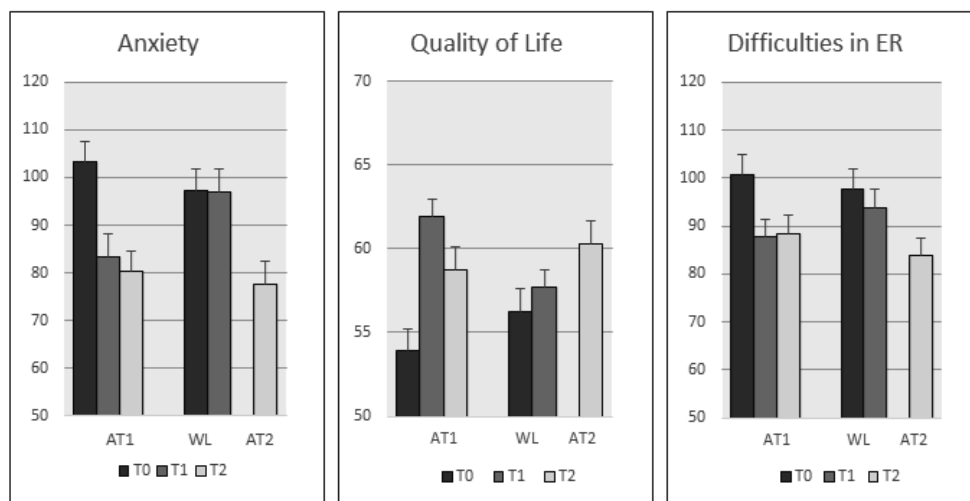 Anxiety
120
110
100
90
80
70
60
50
AT1 WL AT2
T0 T1 T2
Quality of Life
70
65
60
55
50
AT1 WL AT2
T0 T1 T2
Difficulties in ER
120
110
100
90
80
70
60
50
AT1 WL AT2
T0 T1 T2